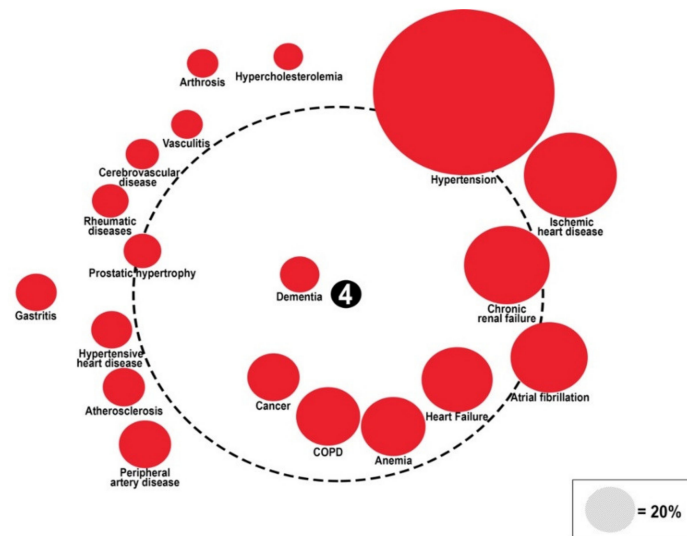 Hypercholesterolemia
Arthrosis
Vasculitis
Cerebrovascular
disease
Hypertension
Rheumatic
diseases
Ischemic
heart disease
Prostatic hypertrophy
Dementia
4
Gastritis
Chronic
renal failure
Hypertensive
heart disease
Atrial fibrillation
Atherosclerosis
Cancer
Heart Failure
COPD
Anemia
Peripheral
artery disease
= 20%